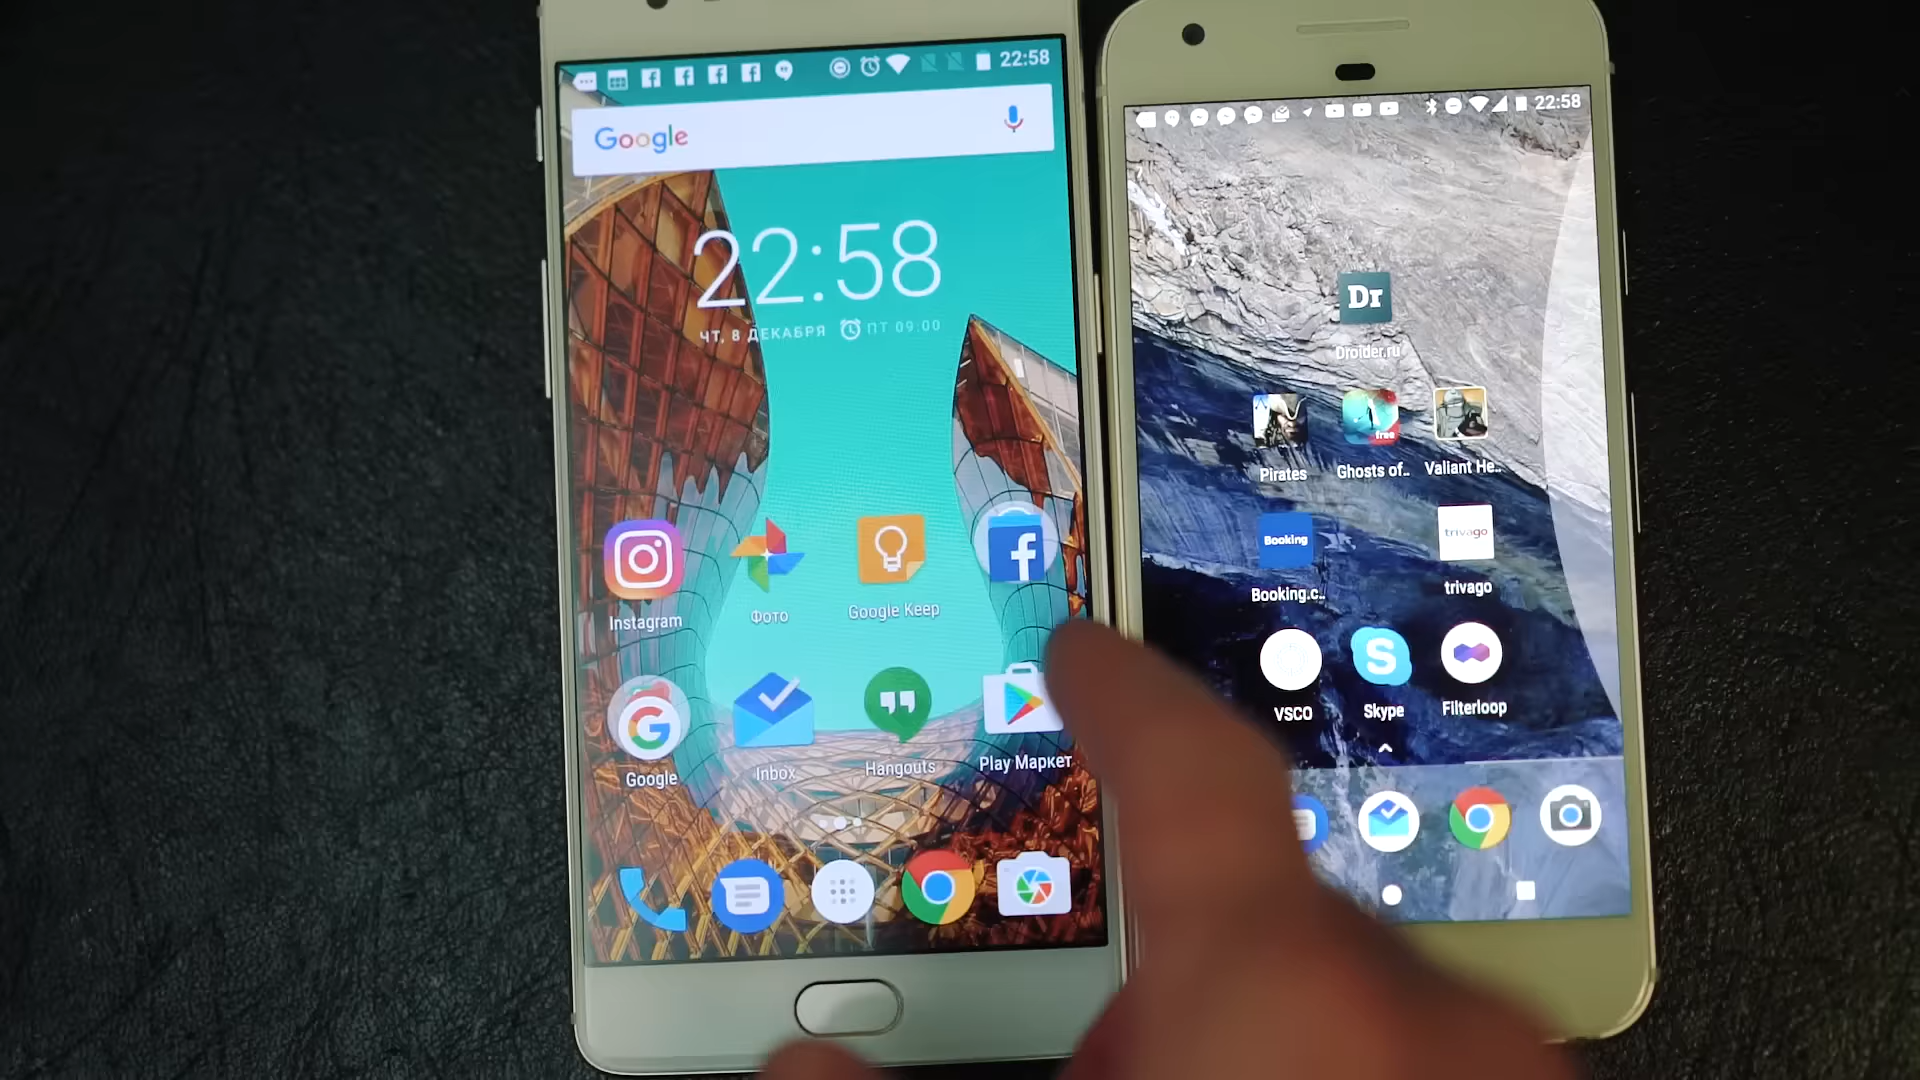 22:58
Google
22:58
ЧТ, 8 ДЕКАБРЯ ПТ 09:00
Instagram
Фото
Google Keep
Google
Inbox
Hangouts
Play Маркет
22:58
Dr
Droider.ru
free
Pirates
Ghosts of..
Valiant He..
Booking
trivago
Booking.c..
trivago
VSCO
Skype
Filterloop